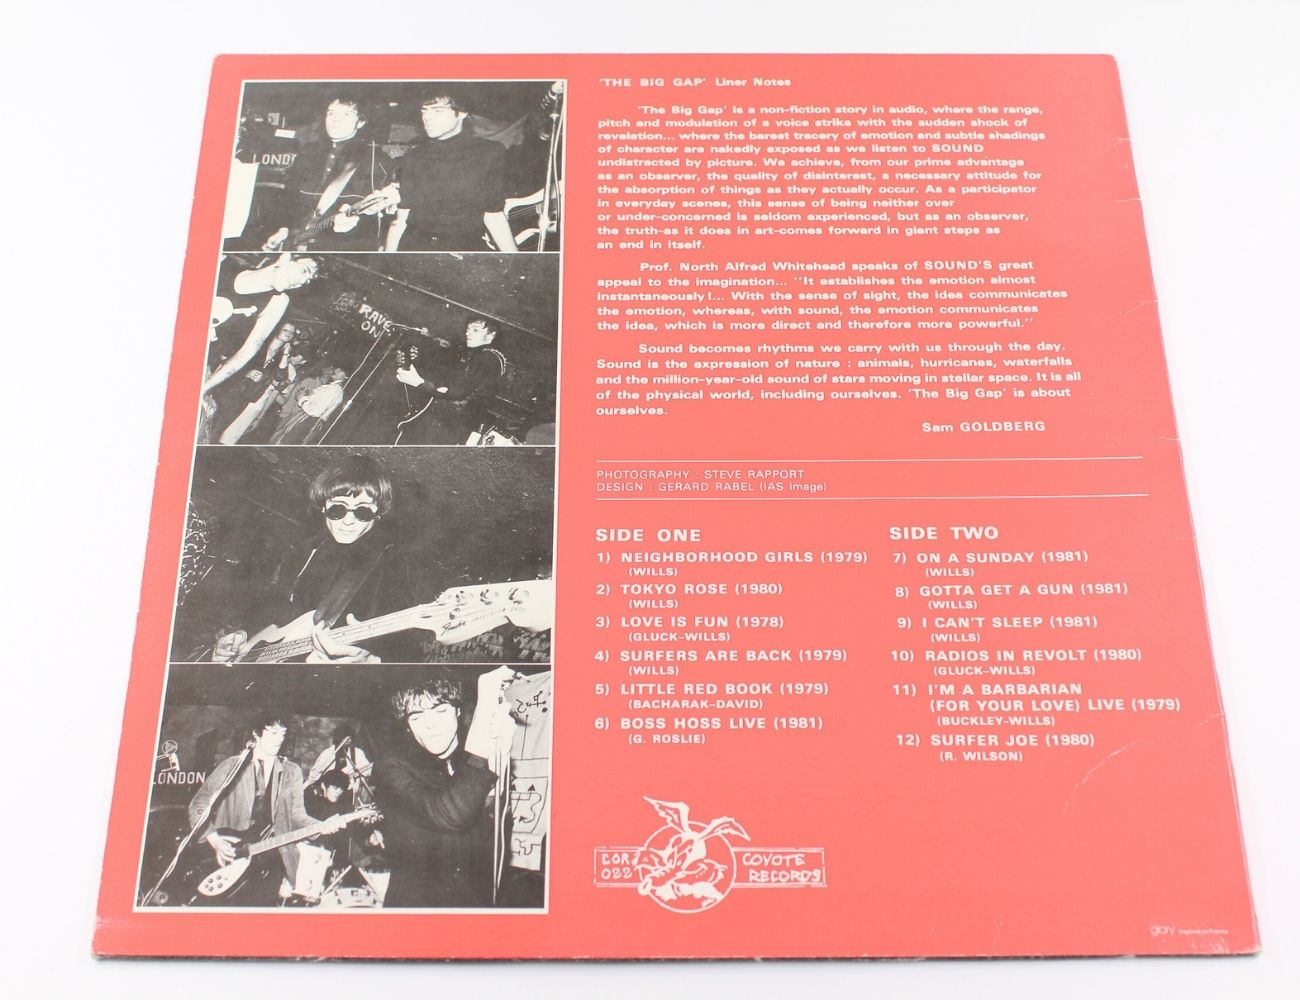 'THE BIG GAP' Liner Notes
'The Big Gap' is a non-fiction story in audio, where the range,
pitch and modulation of a voice strike with the sudden shock of
revelation... where the barest tracery of emotion and subtle shadings
of character are nakedly exposed as we listen to SOUND
undistracted by picture. We achieve, from our prime advantage
as an observer, the quality of disinterest, a necessary attitude for
the absorption of things as they actually occur. As a participator
in everyday scenes, this sense of being neither over
or under-concerned is seldom experienced, but as an observer,
the truth-as it does in art-comes forward in giant steps as
an end in itself.
Prof. North Alfred Whitehead speaks of SOUND'S great
appeal to the imagination... "It establishes the emotion almost
instantaneously!... With the sense of sight, the idea communicates
the emotion, whereas, with sound, the emotion communicates
the idea, which is more direct and therefore more powerful."
Sound becomes rhythms we carry with us through the day.
Sound is the expression of nature : animals, hurricanes, waterfalls
and the million-year-old sound of stars moving in stellar space. It is all
of the physical world, including ourselves. 'The Big Gap' is about
ourselves.
Sam GOLDBERG
PHOTOGRAPHY : STEVE RAPPORT
DESIGN : GERARD RABEL (IAS image)
SIDE ONE
1) NEIGHBORHOOD GIRLS (1979)
(WILLS)
2) TOKYO ROSE (1980)
(WILLS)
3) LOVE IS FUN (1978)
(GLUCK-WILLS)
4) SURFERS ARE BACK (1979)
(WILLS)
5) LITTLE RED BOOK (1979)
(BACHARAK-DAVID)
6) BOSS HOSS LIVE (1981)
(G. ROSLIE)
SIDE TWO
7) ON A SUNDAY (1981)
(WILLS)
8) GOTTA GET A GUN (1981)
(WILLS)
9) I CAN'T SLEEP (1981)
(WILLS)
10) RADIOS IN REVOLT (1980)
(GLUCK-WILLS)
11) I'M A BARBARIAN
(FOR YOUR LOVE) LIVE (1979)
(BUCKLEY-WILLS)
12) SURFER JOE (1980)
(R. WILSON)
COR
022
COYOTE
RECORDS
glory
LOND
RAVE
ON
Fender
LONDON